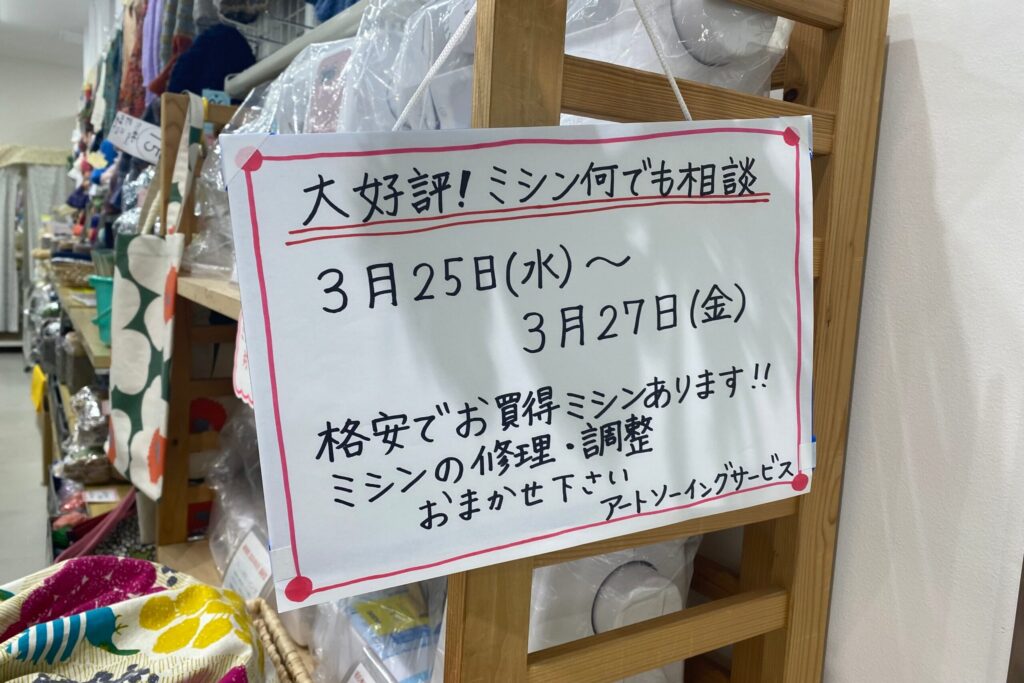 大好評！ミシン何でも相談
3月25日(水)〜
3月27日(金)
格安でお買得ミシンあります!!
ミシンの修理・調整
おまかせ下さい
アートソーイングサービス